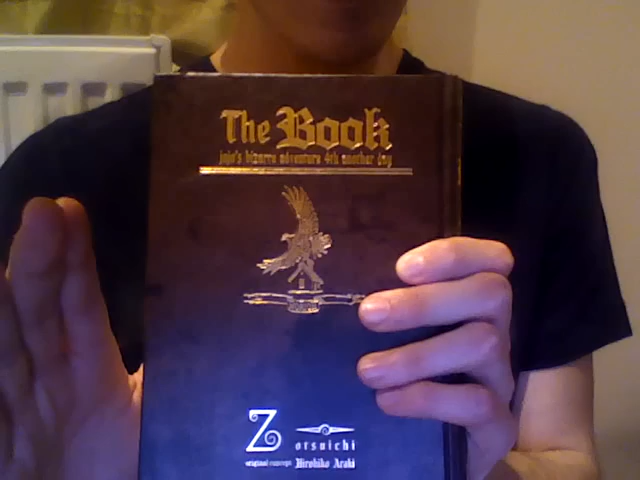 The Book
jojo's bizarre adventure 4th another day
Z
otsuichi
original concept Hirohiko Araki